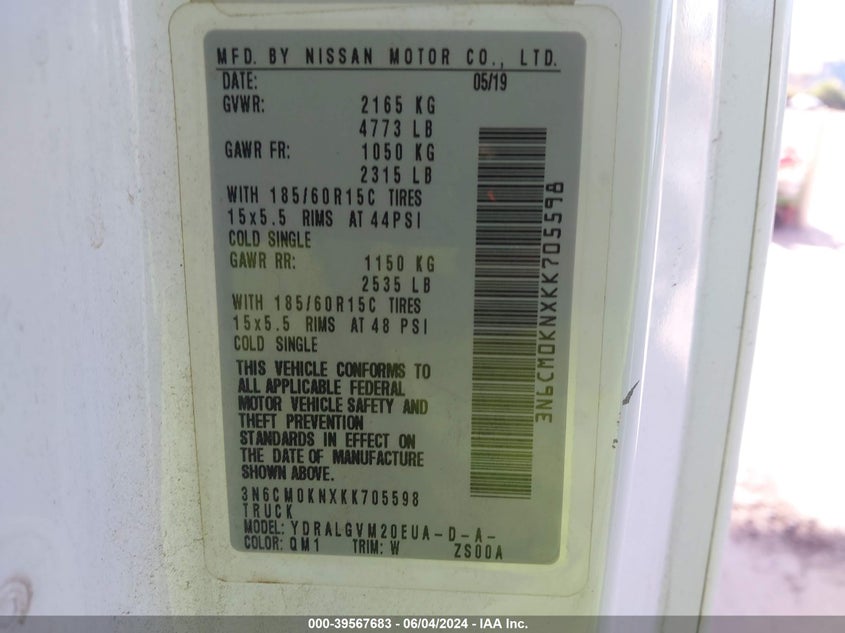 MFD. BY NISSAN MOTOR CO., LTD.
DATE: 05/19
GVWR: 2165 KG
4773 LB
GAWR FR: 1050 KG
2315 LB
WITH 185/60R15C TIRES
15x5.5 RIMS AT 44PSI
COLD SINGLE
GAWR RR: 1150 KG
2535 LB
WITH 185/60R15C TIRES
15x5.5 RIMS AT 48 PSI
COLD SINGLE
THIS VEHICLE CONFORMS TO
ALL APPLICABLE FEDERAL
MOTOR VEHICLE SAFETY AND
THEFT PREVENTION
STANDARDS IN EFFECT ON
THE DATE OF MANUFACTURE
SHOWN ABOVE.
3N6CM0KNXKK705598
TRUCK
MODEL: YDRALGVM20EUA-D-A-
COLOR: QM1 TRIM: W ZS00A
3N6CM0KNXKK705598
000-39567683 - 06/04/2024 - IAA Inc.